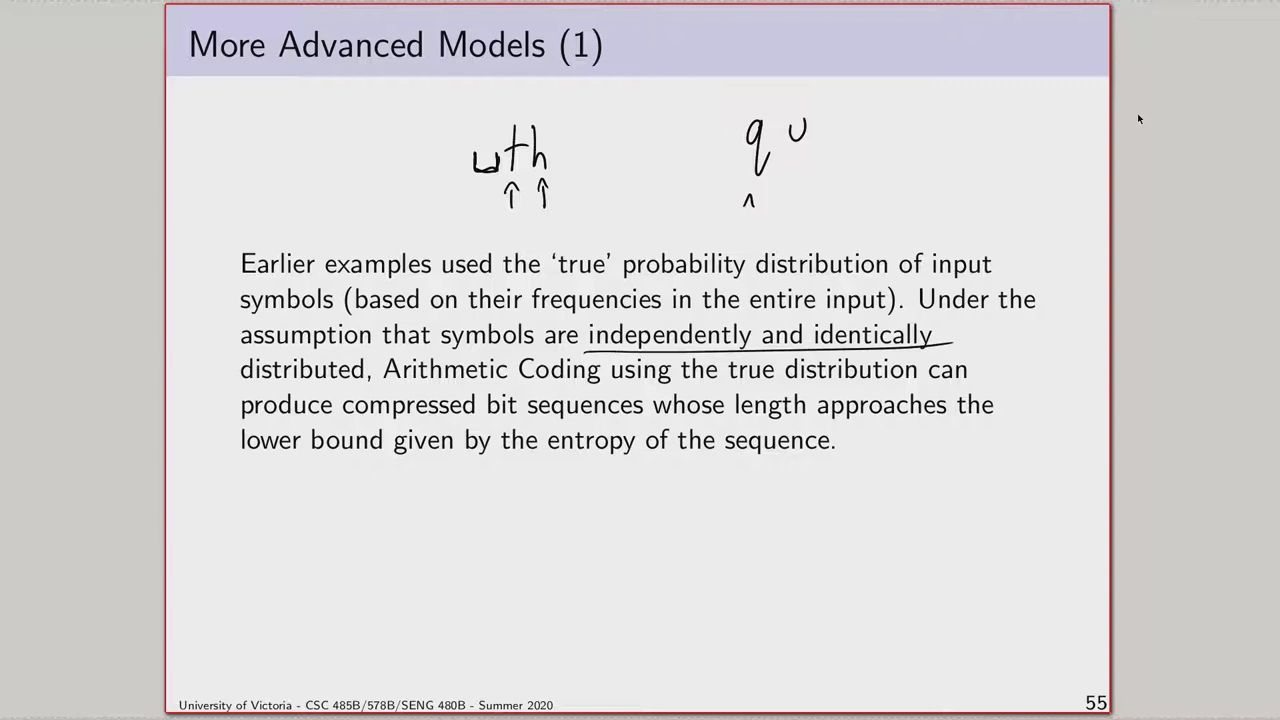 More Advanced Models (1)
␣th q u
Earlier examples used the ‘true’ probability distribution of input
symbols (based on their frequencies in the entire input). Under the
assumption that symbols are independently and identically
distributed, Arithmetic Coding using the true distribution can
produce compressed bit sequences whose length approaches the
lower bound given by the entropy of the sequence.
University of Victoria - CSC 485B/578B/SENG 480B - Summer 2020 55